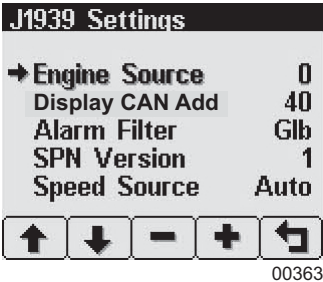 J1939 Settings
Engine Source 0
Display CAN Add 40
Alarm Filter Glb
SPN Version 1
Speed Source Auto
00363